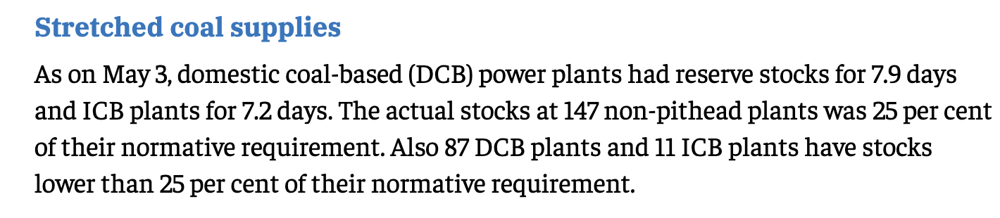 Stretched coal supplies
As on May 3, domestic coal-based (DCB) power plants had reserve stocks for 7.9 days
and ICB plants for 7.2 days. The actual stocks at 147 non-pithead plants was 25 per cent
of their normative requirement. Also 87 DCB plants and 11 ICB plants have stocks
lower than 25 per cent of their normative requirement.